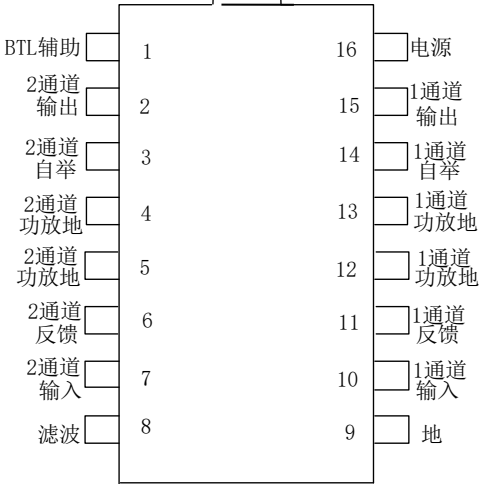 BTL辅助 1 16 电源
2通道
输出 2 15 1通道
输出
2通道
自举 3 14 1通道
自举
2通道
功放地 4 13 1通道
功放地
2通道
功放地 5 12 1通道
功放地
2通道
反馈 6 11 1通道
反馈
2通道
输入 7 10 1通道
输入
滤波 8 9 地